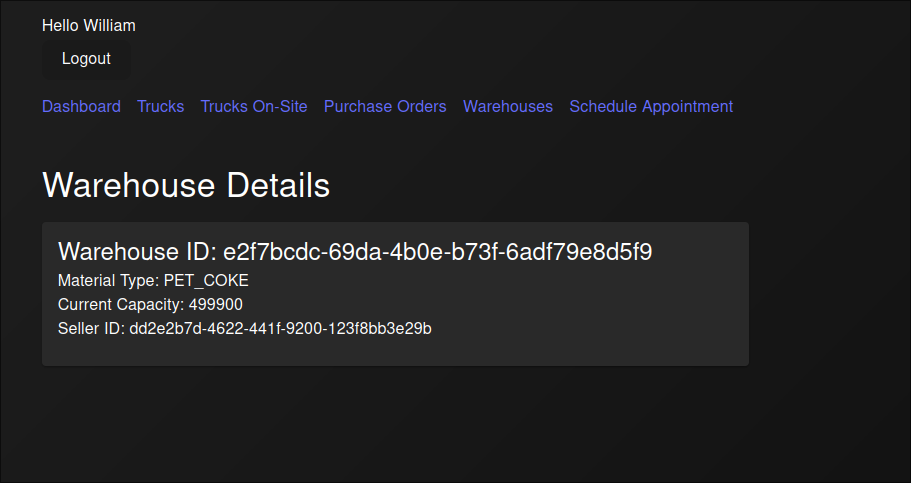 Hello William
Logout
Dashboard Trucks Trucks On-Site Purchase Orders Warehouses Schedule Appointment
Warehouse Details
Warehouse ID: e2f7bcdc-69da-4b0e-b73f-6adf79e8d5f9
Material Type: PET_COKE
Current Capacity: 499900
Seller ID: dd2e2b7d-4622-441f-9200-123f8bb3e29b